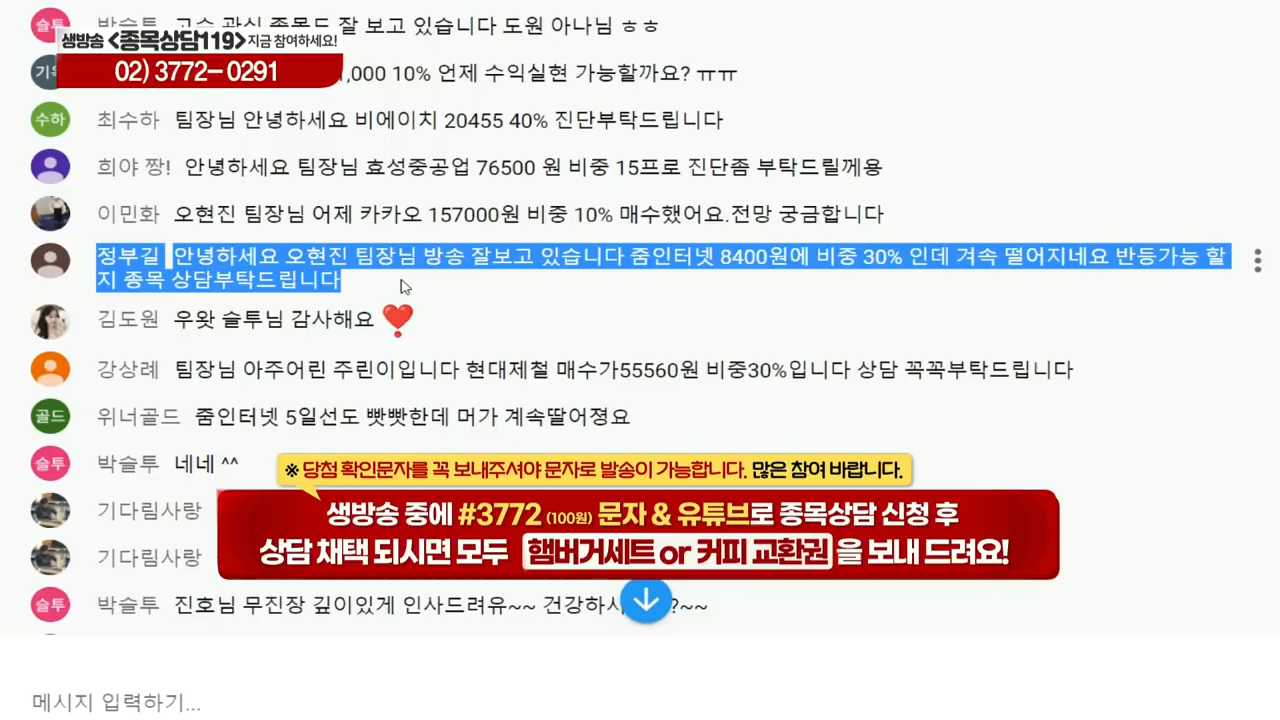 슬투 박슬투 고수 관심 종목도 잘 보고 있습니다 도원 아나님 ㅎㅎ
생방송 <종목상담119> 지금 참여하세요!
02) 3772-0291
1,000 10% 언제 수익실현 가능할까요? ㅠㅠ
수하 최수하 팀장님 안녕하세요 비에이치 20455 40% 진단부탁드립니다
희야 짱! 안녕하세요 팀장님 효성중공업 76500 원 비중 15프로 진단좀 부탁드릴께용
이민화 오현진 팀장님 어제 카카오 157000원 비중 10% 매수했어요.전망 궁금합니다
정부길 안녕하세요 오현진 팀장님 방송 잘보고 있습니다 줌인터넷 8400원에 비중 30% 인데 겨속 떨어지네요 반등가능 할
지 종목 상담부탁드립니다
김도원 우왓 슬투님 감사해요 ❣️
강상례 팀장님 아주어린 주린이입니다 현대제철 매수가55560원 비중30%입니다 상담 꼭꼭부탁드립니다
골드 위너골드 줌인터넷 5일선도 빳빳한데 머가 계속딸어졍요
슬투 박슬투 네네 ^^
※ 당첨 확인문자를 꼭 보내주셔야 문자로 발송이 가능합니다. 많은 참여 바랍니다.
기다림사랑
생방송 중에 #3772 (100원) 문자 & 유튜브로 종목상담 신청 후
기다림사랑
상담 채택 되시면 모두 햄버거세트 or 커피 교환권 을 보내 드려요!
슬투 박슬투 진호님 무진장 깊이있게 인사드려유~~ 건강하시 ?~~
메시지 입력하기...